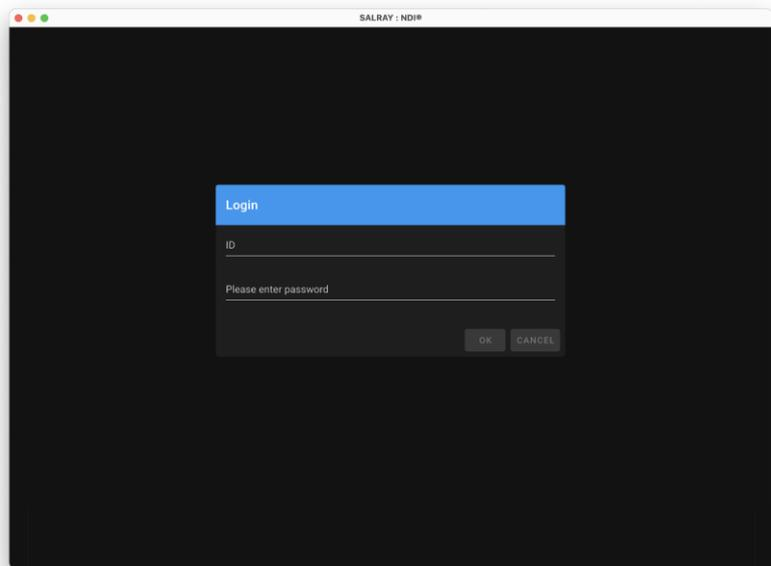 SALRAY : NDI®
Login
ID
Please enter password
OK CANCEL